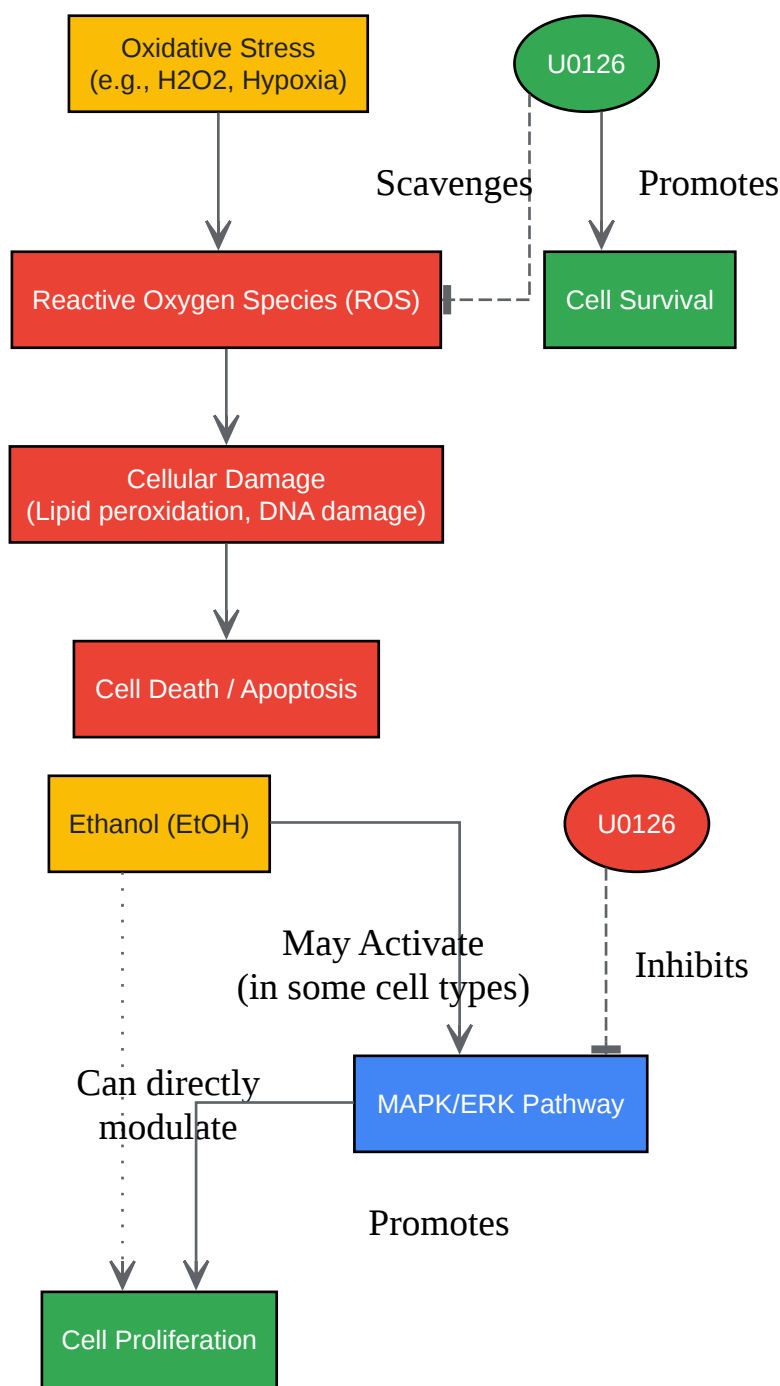 Oxidative Stress
(e.g., H2O2, Hypoxia)
U0126
Scavenges
Promotes
Reactive Oxygen Species (ROS)
Cell Survival
Cellular Damage
(Lipid peroxidation, DNA damage)
Cell Death / Apoptosis
Ethanol (EtOH)
U0126
May Activate
(in some cell types)
Inhibits
Can directly
modulate
MAPK/ERK Pathway
Promotes
Cell Proliferation